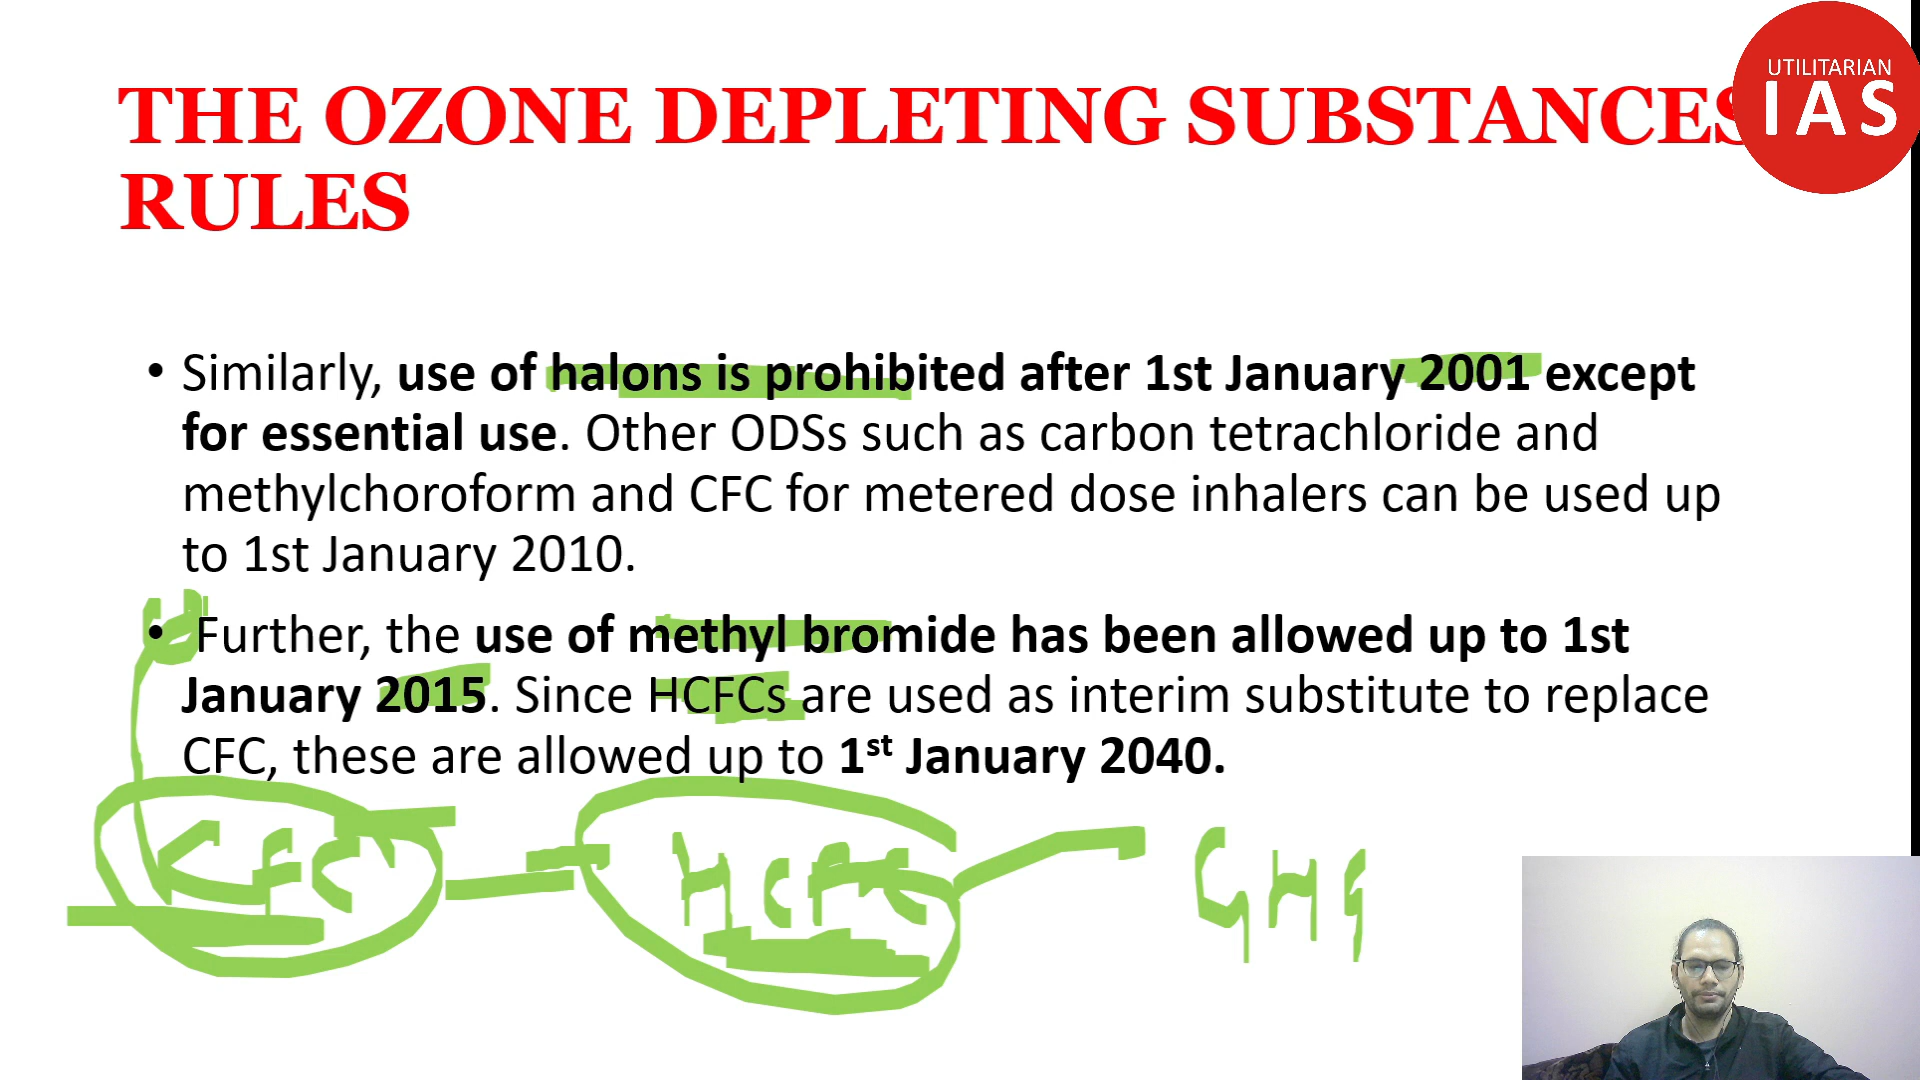 UTILITARIAN
IAS
THE OZONE DEPLETING SUBSTANCES
RULES
• Similarly, use of halons is prohibited after 1st January 2001 except
for essential use. Other ODSs such as carbon tetrachloride and
methylchoroform and CFC for metered dose inhalers can be used up
to 1st January 2010.
• Further, the use of methyl bromide has been allowed up to 1st
January 2015. Since HCFCs are used as interim substitute to replace
CFC, these are allowed up to 1st January 2040.
CFC HCFC GHG